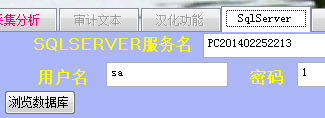 采集分析 审计文本 汉化功能 SqlServer
SQLSERVER服务名 PC201402252213
用户名 sa 密码 1
浏览数据库